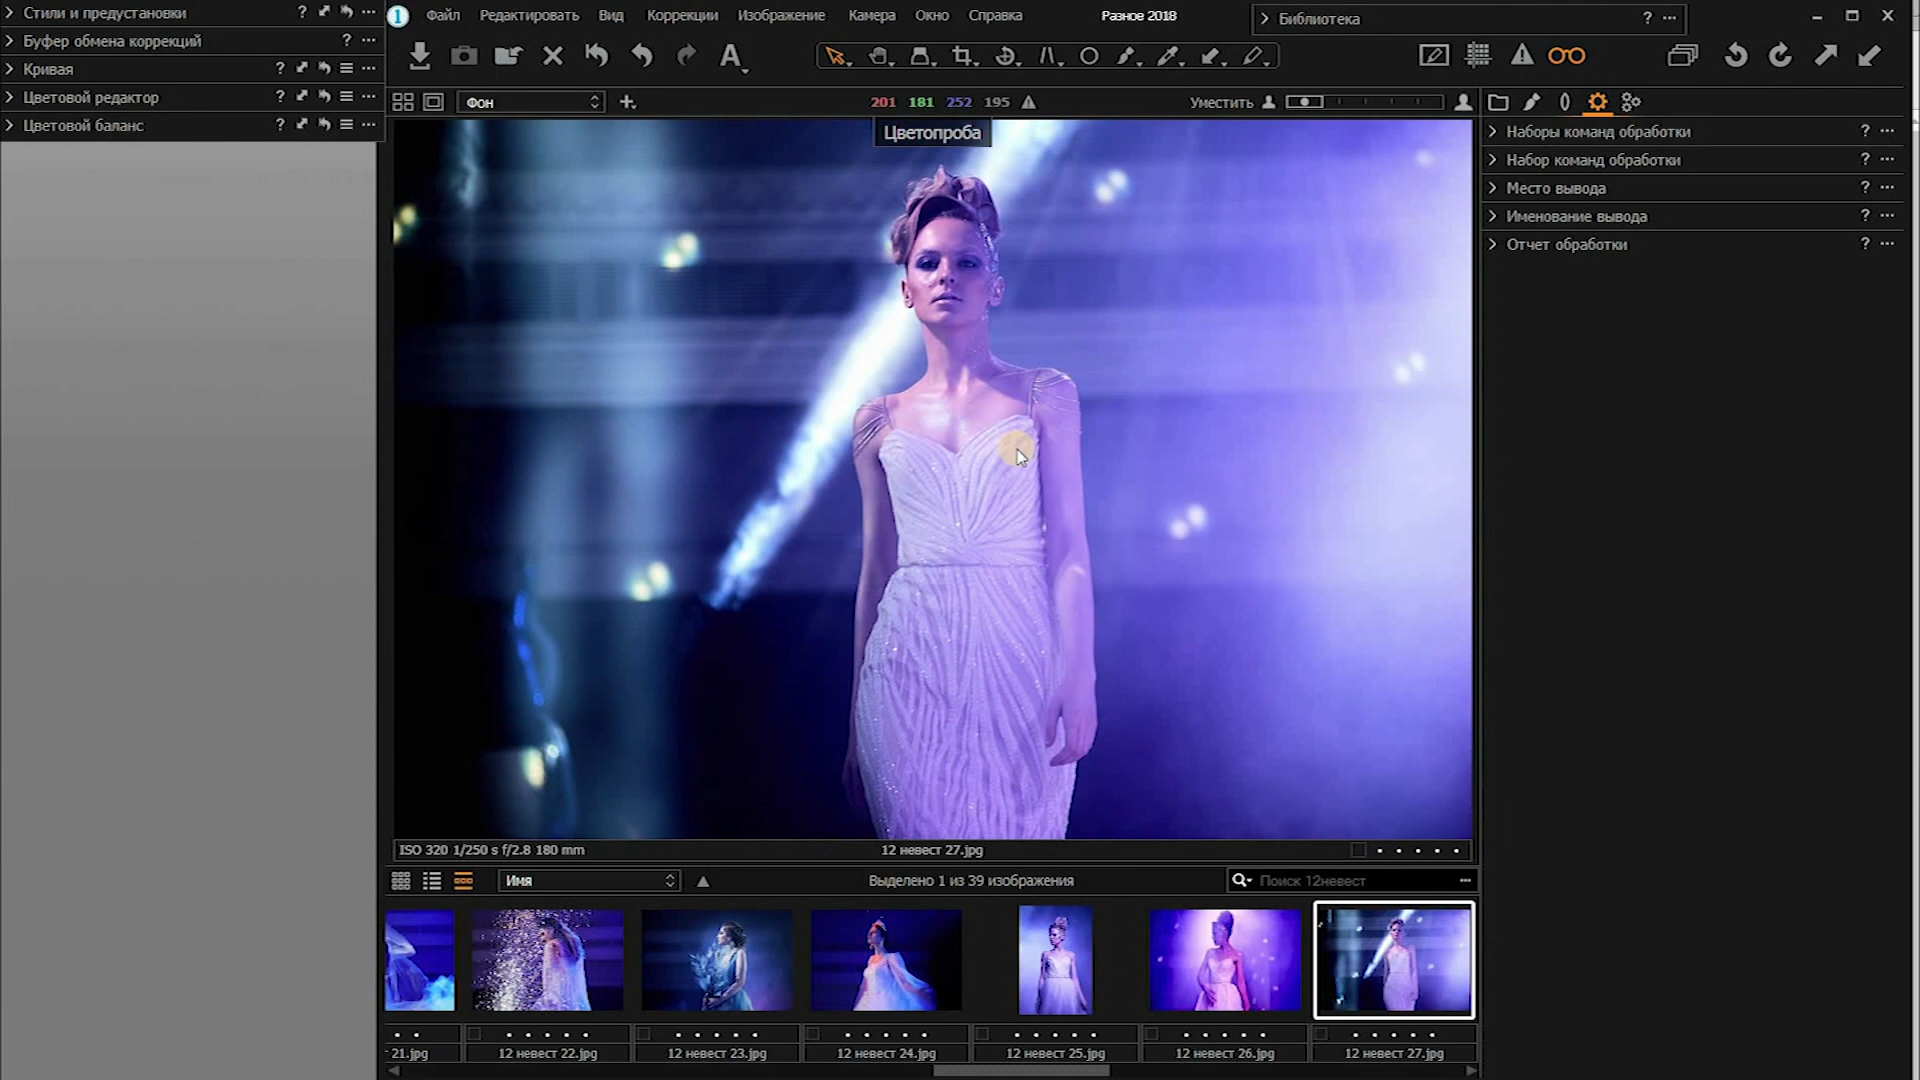 Стили и предустановки
Буфер обмена коррекций
Кривая
Цветовой редактор
Цветовой баланс
Файл Редактировать Вид Коррекции Изображение Камера Окно Справка
Разное 2018
Библиотека
Фон
201 181 252 195
Уместить
Цветопроба
Наборы команд обработки
Набор команд обработки
Место вывода
Именование вывода
Отчет обработки
ISO 320 1/250 s f/2.8 180 mm
12 невест 27.jpg
Имя
Выделено 1 из 39 изображения
Поиск 12невест
21.jpg
12 невест 22.jpg
12 невест 23.jpg
12 невест 24.jpg
12 невест 25.jpg
12 невест 26.jpg
12 невест 27.jpg